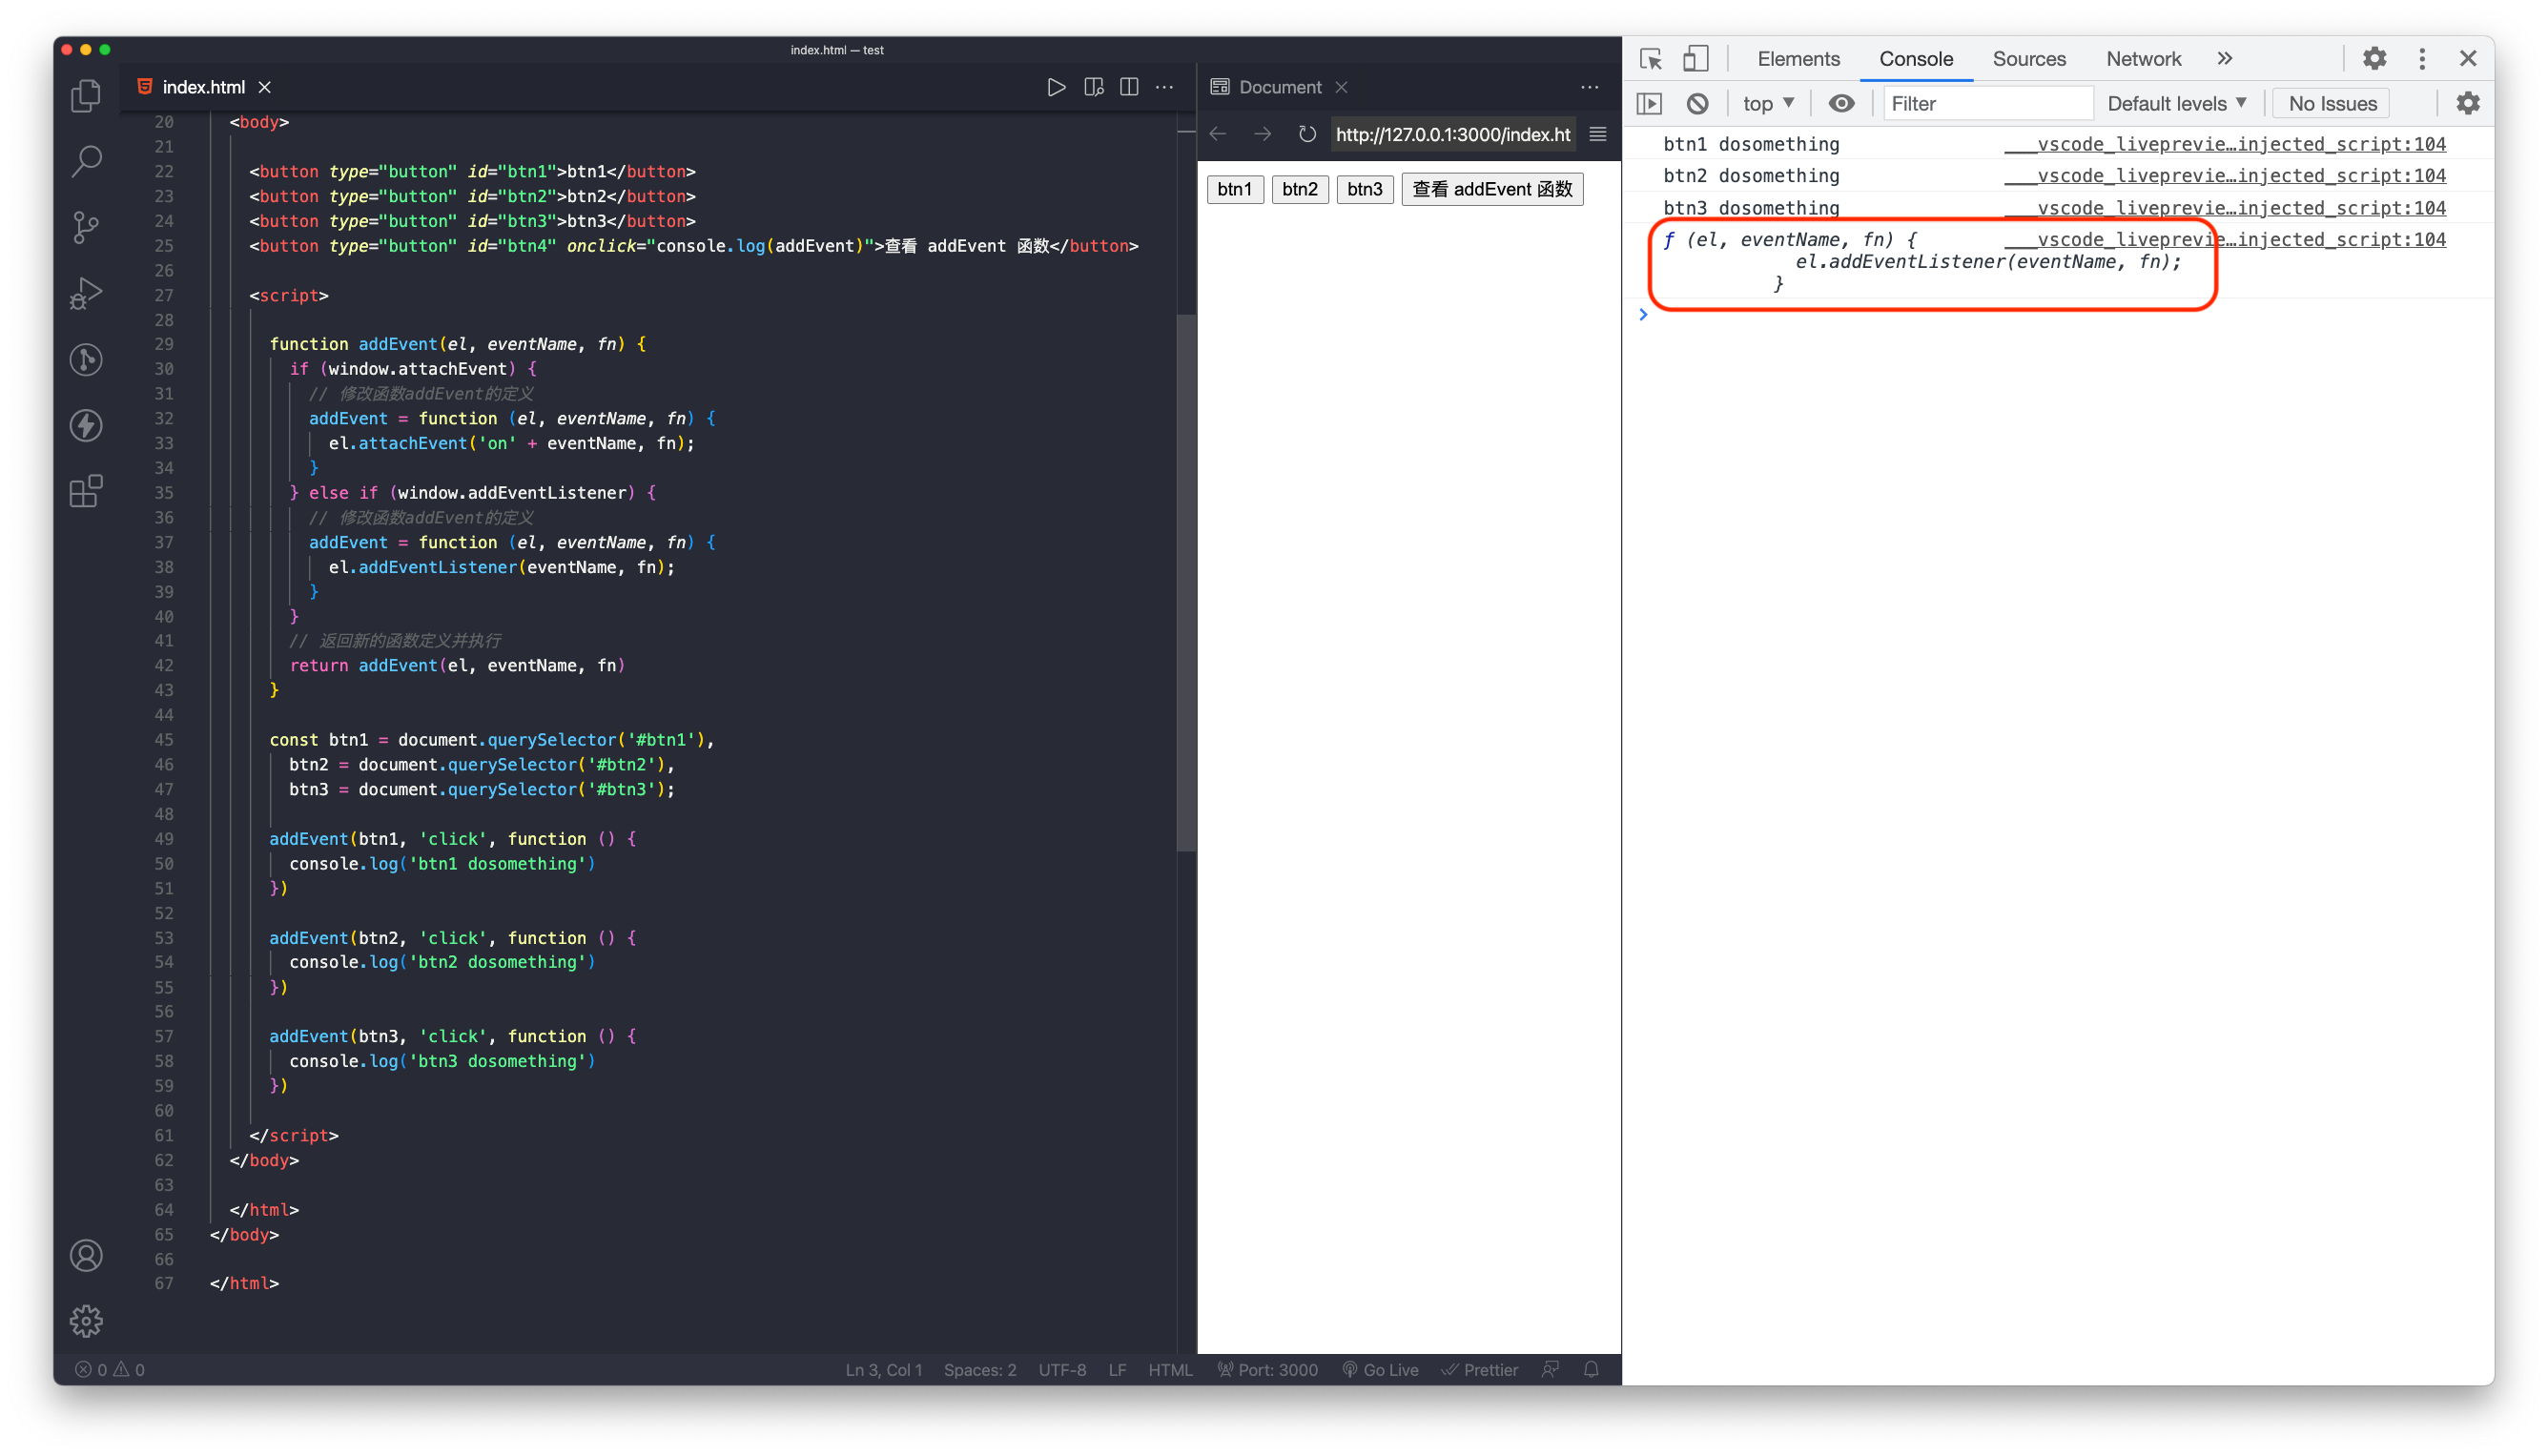 index.html — test
index.html
20 <body>
21
22 <button type="button" id="btn1">btn1</button>
23 <button type="button" id="btn2">btn2</button>
24 <button type="button" id="btn3">btn3</button>
25 <button type="button" id="btn4" onclick="console.log(addEvent)">查看 addEvent 函数</button>
26
27 <script>
28
29 function addEvent(el, eventName, fn) {
30 if (window.attachEvent) {
31 // 修改函数addEvent的定义
32 addEvent = function (el, eventName, fn) {
33 el.attachEvent('on' + eventName, fn);
34 }
35 } else if (window.addEventListener) {
36 // 修改函数addEvent的定义
37 addEvent = function (el, eventName, fn) {
38 el.addEventListener(eventName, fn);
39 }
40 }
41 // 返回新的函数定义并执行
42 return addEvent(el, eventName, fn)
43 }
44
45 const btn1 = document.querySelector('#btn1'),
46 btn2 = document.querySelector('#btn2'),
47 btn3 = document.querySelector('#btn3');
48
49 addEvent(btn1, 'click', function () {
50 console.log('btn1 dosomething')
51 })
52
53 addEvent(btn2, 'click', function () {
54 console.log('btn2 dosomething')
55 })
56
57 addEvent(btn3, 'click', function () {
58 console.log('btn3 dosomething')
59 })
60
61 </script>
62 </body>
63
64 </html>
65 </body>
66
67 </html>
0 0 Ln 3, Col 1 Spaces: 2 UTF-8 LF HTML Port: 3000 Go Live Prettier
Document
http://127.0.0.1:3000/index.ht
btn1 btn2 btn3 查看 addEvent 函数
Elements Console Sources Network
top Filter Default levels No Issues
btn1 dosomething ___vscode_liveprevie…injected_script:104
btn2 dosomething ___vscode_liveprevie…injected_script:104
btn3 dosomething ___vscode_liveprevie…injected_script:104
ƒ (el, eventName, fn) { ___vscode_liveprevie…injected_script:104
el.addEventListener(eventName, fn);
}